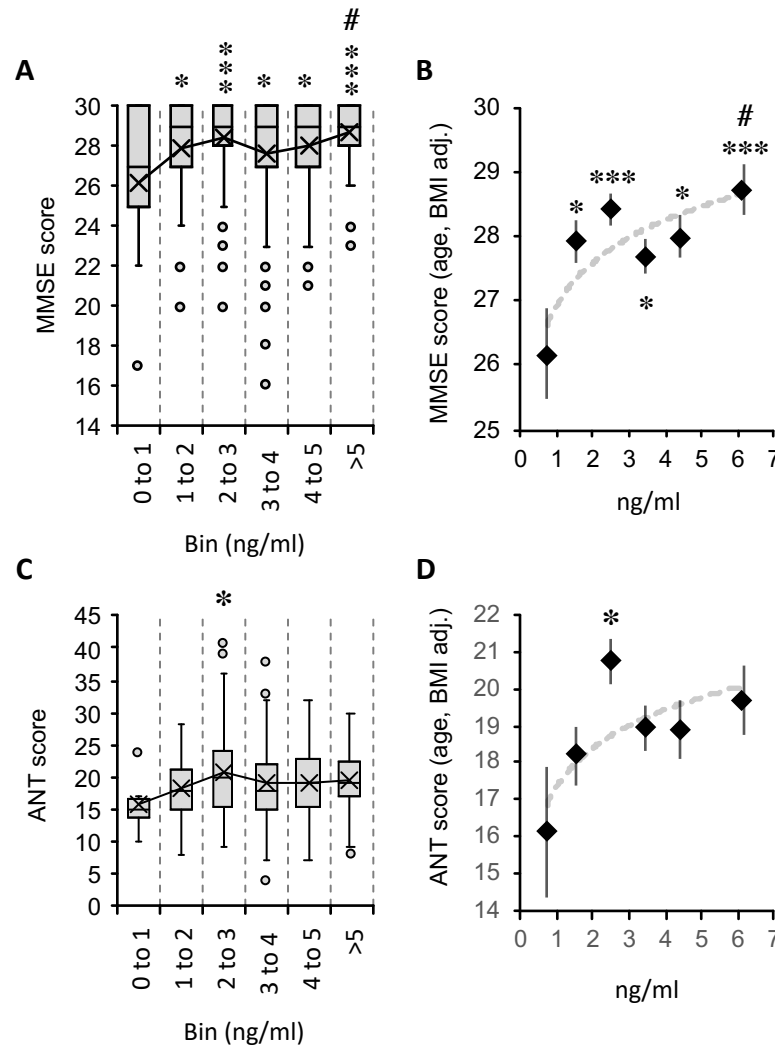 A
*
***
*
*
#
***
MMSE score
30
28
26
24
22
20
18
16
14
0 to 1
1 to 2
2 to 3
3 to 4
4 to 5
>5
Bin (ng/ml)
B
MMSE score (age, BMI adj.)
30
29
28
27
26
25
*
***
*
*
#
***
0 1 2 3 4 5 6 7
ng/ml
C
*
ANT score
45
40
35
30
25
20
15
10
5
0
0 to 1
1 to 2
2 to 3
3 to 4
4 to 5
>5
Bin (ng/ml)
D
ANT score (age, BMI adj.)
22
21
20
19
18
17
16
14
*
0 1 2 3 4 5 6 7
ng/ml